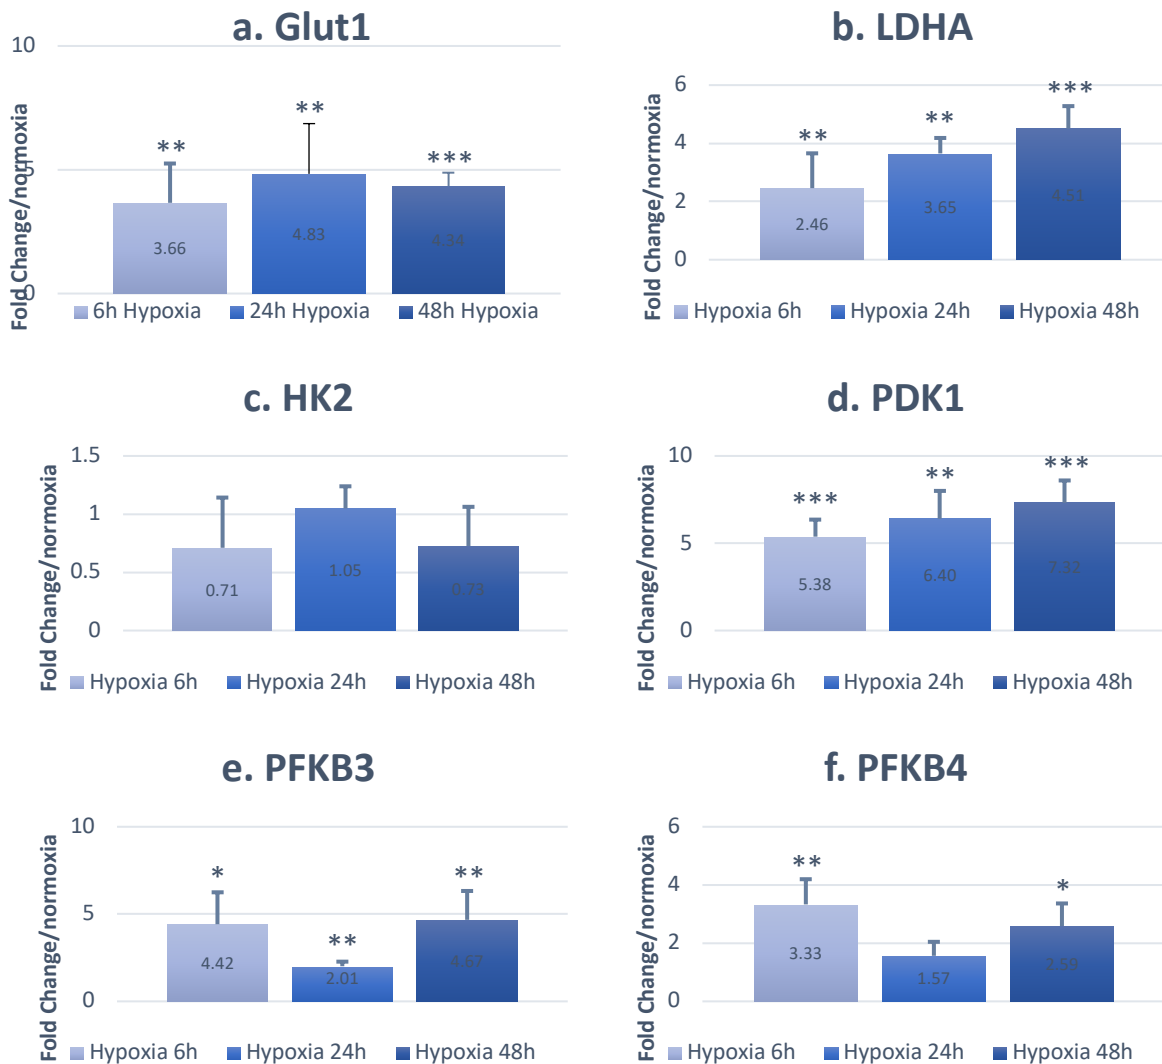 a. Glut1
Fold Change/normoxia
10
5
0
**
**
***
3.66
4.83
4.34
6h Hypoxia 24h Hypoxia 48h Hypoxia
b. LDHA
Fold Change/normoxia
6
4
2
0
**
**
***
2.46
3.65
4.51
Hypoxia 6h Hypoxia 24h Hypoxia 48h
c. HK2
Fold Change/normoxia
1.5
1
0.5
0
0.71
1.05
0.73
Hypoxia 6h Hypoxia 24h Hypoxia 48h
d. PDK1
Fold Change/normoxia
10
5
0
***
**
***
5.38
6.40
7.32
Hypoxia 6h Hypoxia 24h Hypoxia 48h
e. PFKB3
Fold Change/normoxia
10
5
0
*
**
**
4.42
2.01
4.67
Hypoxia 6h Hypoxia 24h Hypoxia 48h
f. PFKB4
Fold Change/normoxia
6
4
2
0
**
*
3.33
1.57
2.59
Hypoxia 6h Hypoxia 24h Hypoxia 48h